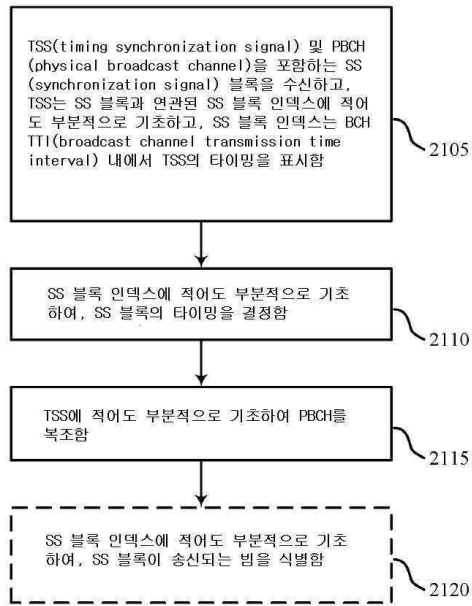 TSS(timing synchronization signal) 및 PBCH
(physical broadcast channel)을 포함하는 SS
(synchronization signal) 블록을 수신하고,
TSS는 SS 블록과 연관된 SS 블록 인덱스에 적어
도 부분적으로 기초하고, SS 블록 인덱스는 BCH
TTI(broadcast channel transmission time
interval) 내에서 TSS의 타이밍을 표시함
2105
SS 블록 인덱스에 적어도 부분적으로 기초
하여, SS 블록의 타이밍을 결정함
2110
TSS에 적어도 부분적으로 기초하여 PBCH를
복조함
2115
SS 블록 인덱스에 적어도 부분적으로 기초
하여, SS 블록이 송신되는 빔을 식별함
2120